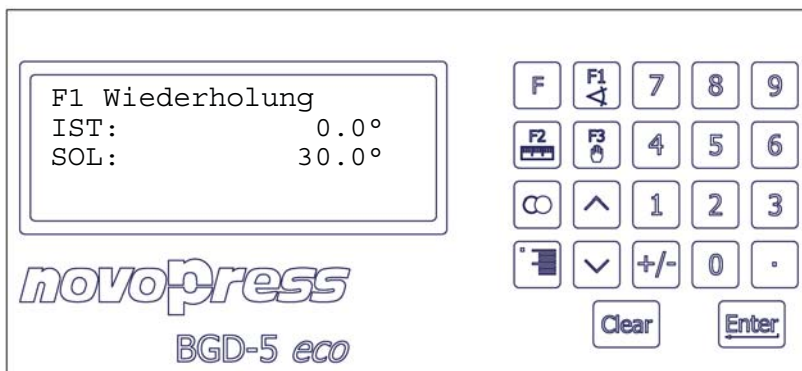 F1 Wiederholung
IST: 0.0°
SOL: 30.0°
novopress
BGD-5 eco
F F1 7 8 9
F2 F3 4 5 6
1 2 3
+/- 0 .
Clear Enter